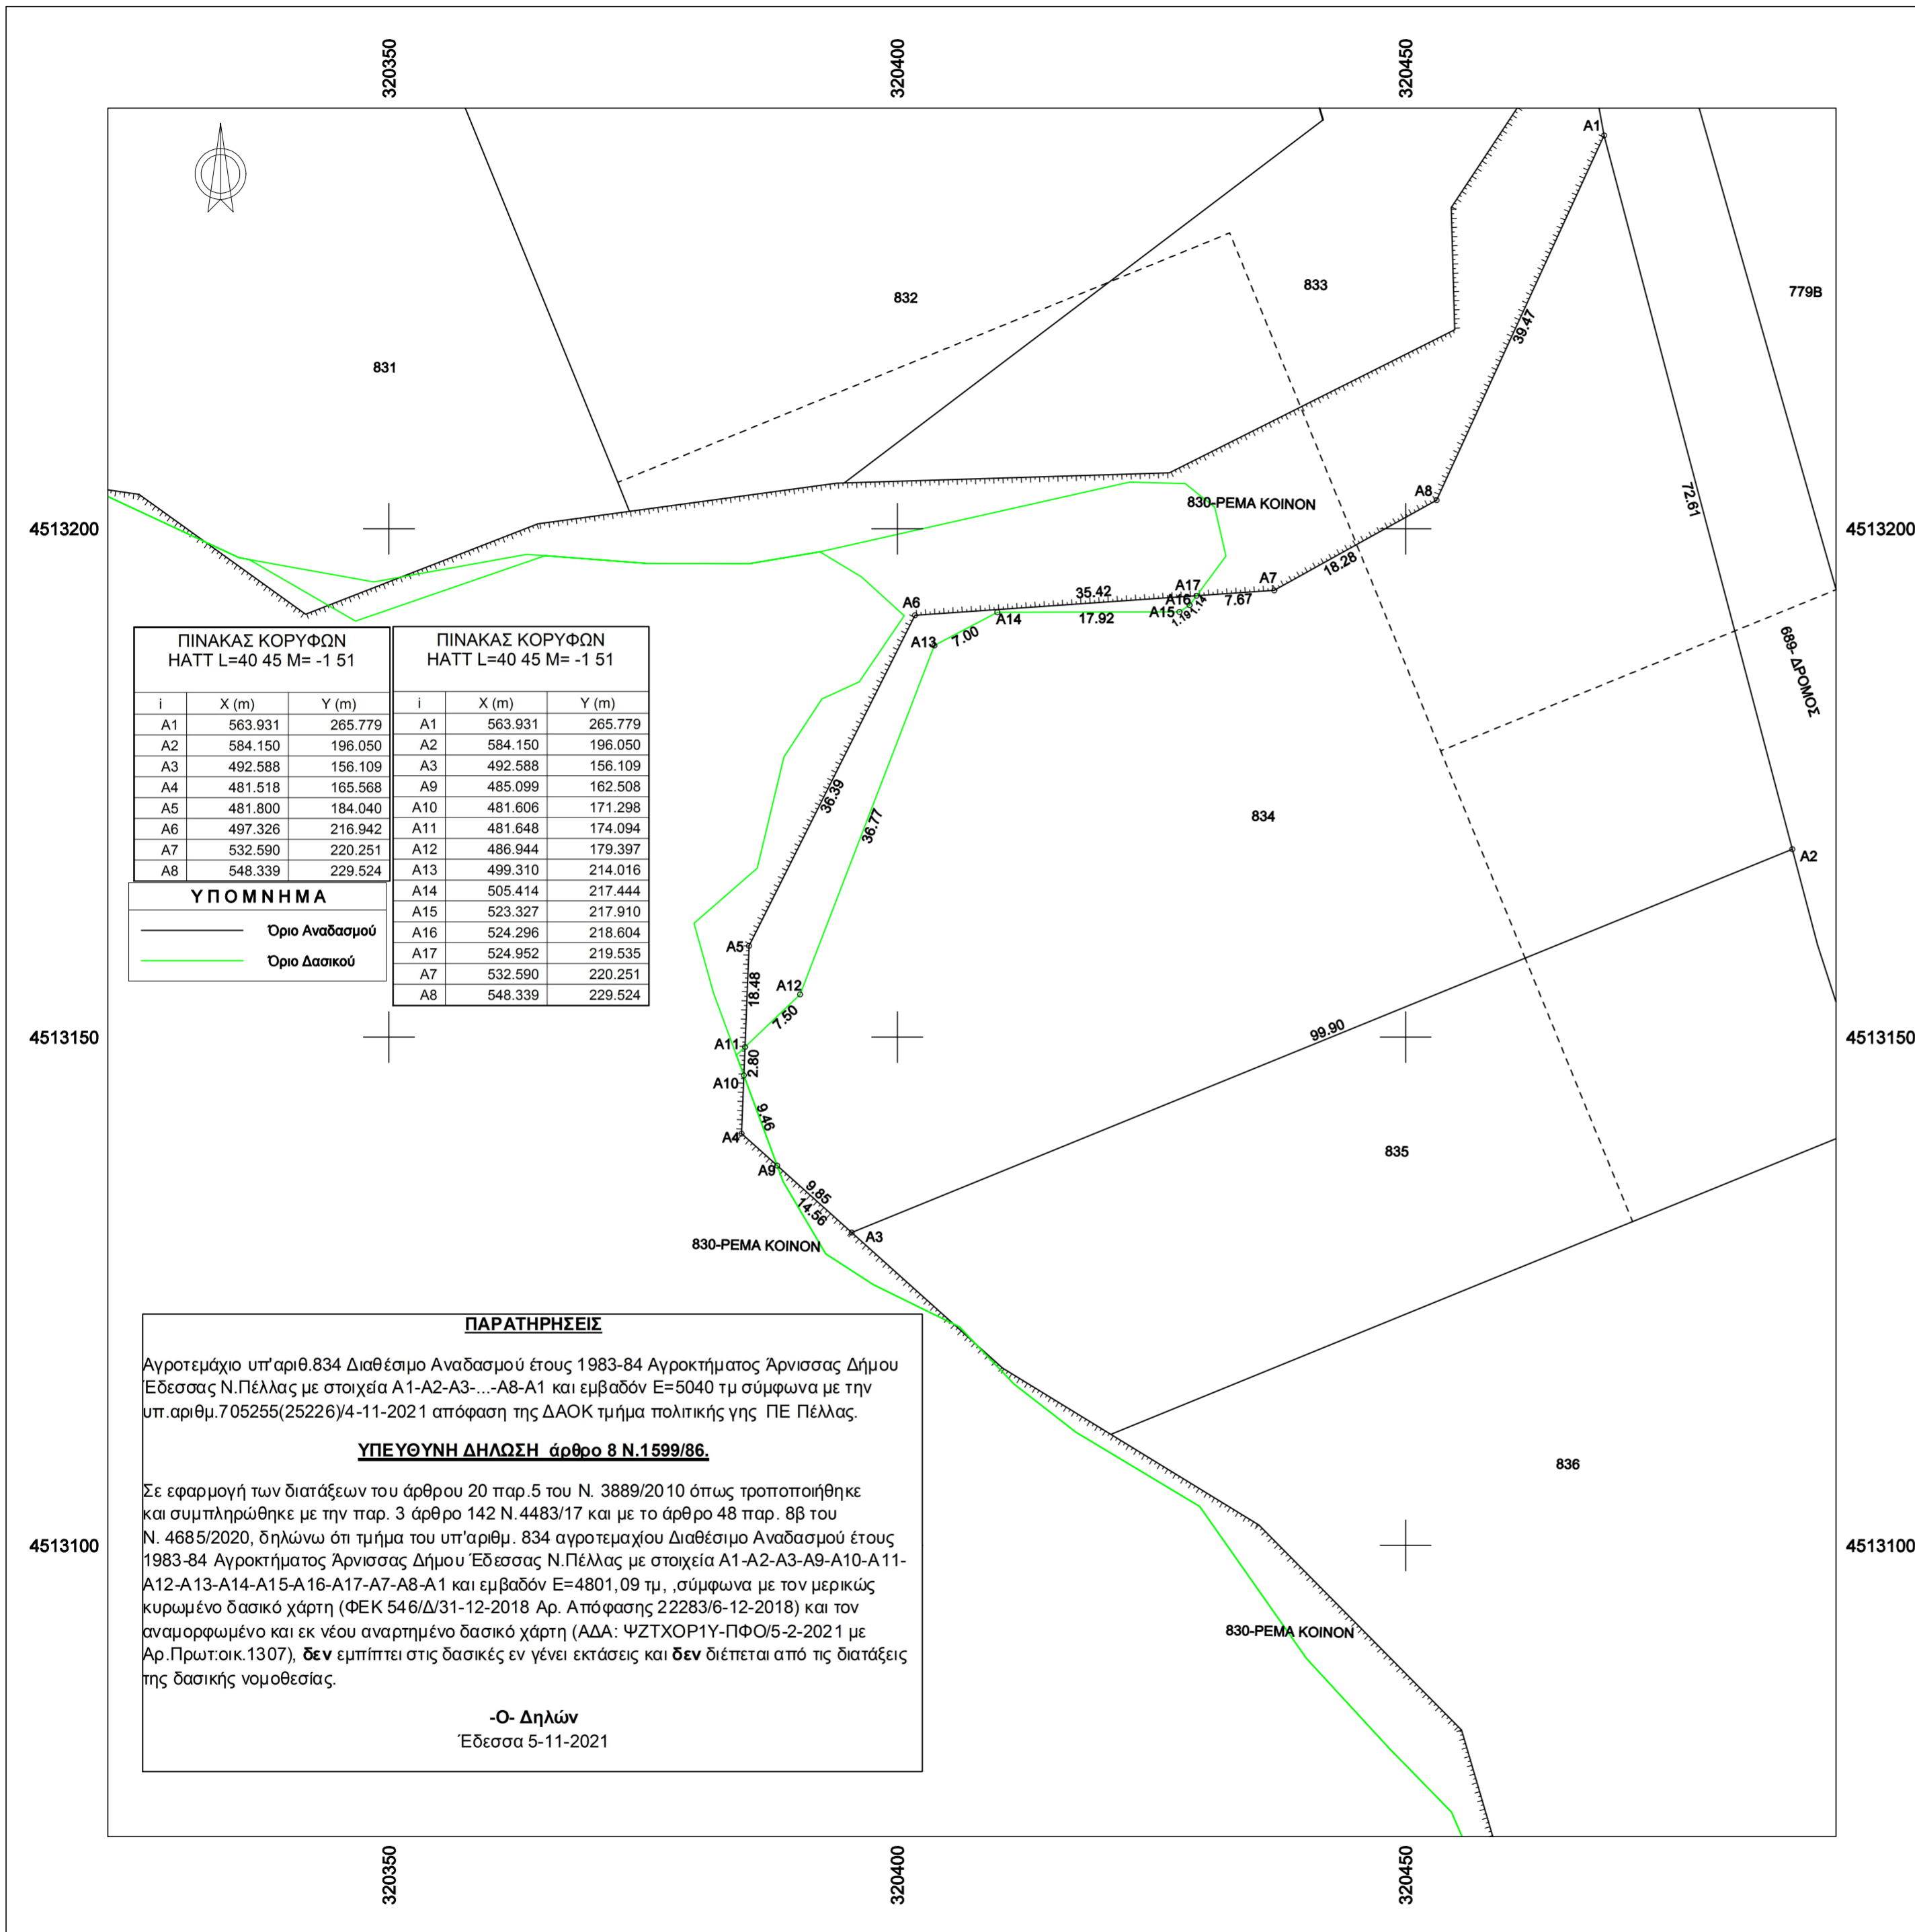 320350
320400
320450
A1
832
833
779B
831
39.47
830-ΡΕΜΑ ΚΟΙΝΟΝ
A8
72.61
4513200
4513200
18.28
A7
A17
35.42
A6
A16
7.67
A15
1.19
1.14
A14
17.92
A13
7.00
689- ΔΡΟΜΟΣ
ΠΙΝΑΚΑΣ ΚΟΡΥΦΩΝ
HATT L=40 45 M= -1 51
i X (m) Y (m)
A1 563.931 265.779
A2 584.150 196.050
A3 492.588 156.109
A4 481.518 165.568
A5 481.800 184.040
A6 497.326 216.942
A7 532.590 220.251
A8 548.339 229.524
ΠΙΝΑΚΑΣ ΚΟΡΥΦΩΝ
HATT L=40 45 M= -1 51
i X (m) Y (m)
A1 563.931 265.779
A2 584.150 196.050
A3 492.588 156.109
A9 485.099 162.508
A10 481.606 171.298
A11 481.648 174.094
A12 486.944 179.397
A13 499.310 214.016
A14 505.414 217.444
A15 523.327 217.910
A16 524.296 218.604
A17 524.952 219.535
A7 532.590 220.251
A8 548.339 229.524
ΥΠΟΜΝΗΜΑ
Όριο Αναδασμού
Όριο Δασικού
36.39
36.77
834
A2
A5
18.48
A12
7.50
99.90
4513150
4513150
A11
2.80
A10
9.46
A4
A9
835
9.85
14.56
A3
830-ΡΕΜΑ ΚΟΙΝΟΝ
ΠΑΡΑΤΗΡΗΣΕΙΣ
Αγροτεμάχιο υπ'αριθ.834 Διαθέσιμο Αναδασμού έτους 1983-84 Αγροκτήματος Άρνισσας Δήμου
Έδεσσας Ν.Πέλλας με στοιχεία Α1-Α2-Α3-...-Α8-Α1 και εμβαδόν Ε=5040 τμ σύμφωνα με την
υπ.αριθμ.705255(25226)/4-11-2021 απόφαση της ΔΑΟΚ τμήμα πολιτικής γης ΠΕ Πέλλας.
ΥΠΕΥΘΥΝΗ ΔΗΛΩΣΗ άρθρο 8 Ν.1599/86.
Σε εφαρμογή των διατάξεων του άρθρου 20 παρ.5 του Ν. 3889/2010 όπως τροποποιήθηκε
και συμπληρώθηκε με την παρ. 3 άρθρο 142 Ν.4483/17 και με το άρθρο 48 παρ. 8β του
Ν. 4685/2020, δηλώνω ότι τμήμα του υπ'αριθμ. 834 αγροτεμαχίου Διαθέσιμο Αναδασμού έτους
1983-84 Αγροκτήματος Άρνισσας Δήμου Έδεσσας Ν.Πέλλας με στοιχεία Α1-Α2-Α3-Α9-Α10-Α11-
Α12-Α13-Α14-Α15-Α16-Α17-Α7-Α8-Α1 και εμβαδόν Ε=4801,09 τμ, ,σύμφωνα με τον μερικώς
κυρωμένο δασικό χάρτη (ΦΕΚ 546/Δ/31-12-2018 Αρ. Απόφασης 22283/6-12-2018) και τον
αναμορφωμένο και εκ νέου αναρτημένο δασικό χάρτη (ΑΔΑ: ΨΖΤΧΟΡ1Υ-ΠΦΟ/5-2-2021 με
Αρ.Πρωτ:οικ.1307), δεν εμπίπτει στις δασικές εν γένει εκτάσεις και δεν διέπεται από τις διατάξεις
της δασικής νομοθεσίας.
-Ο- Δηλών
Έδεσσα 5-11-2021
836
4513100
4513100
830-ΡΕΜΑ ΚΟΙΝΟΝ
320350
320400
320450